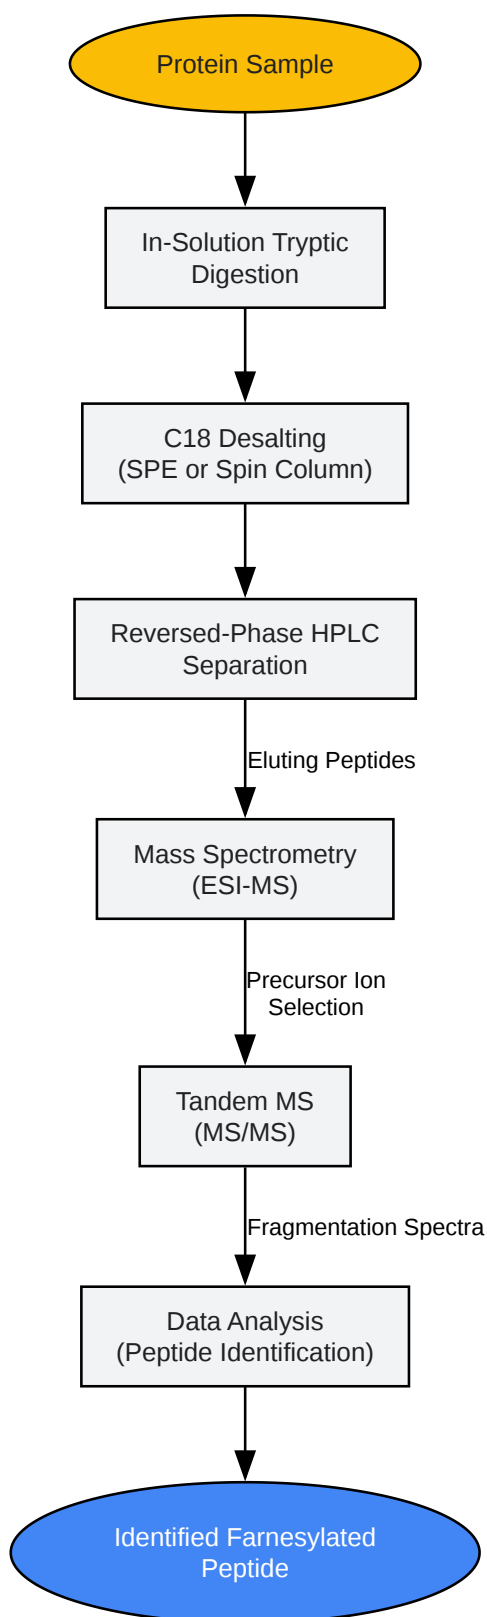 Protein Sample
In-Solution Tryptic
Digestion
C18 Desalting
(SPE or Spin Column)
Reversed-Phase HPLC
Separation
Eluting Peptides
Mass Spectrometry
(ESI-MS)
Precursor Ion
Selection
Tandem MS
(MS/MS)
Fragmentation Spectra
Data Analysis
(Peptide Identification)
Identified Farnesylated
Peptide